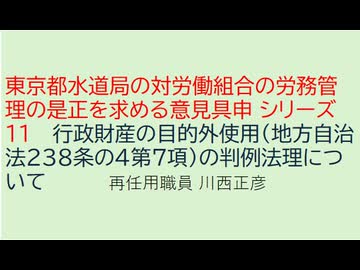 東京都水道局の対労働組合の労務管
理の是正を求める意見具申 シリーズ
11　行政財産の目的外使用（地方自治
法238条の4第7項）の判例法理につ
いて　　　再任用職員 川西正彦